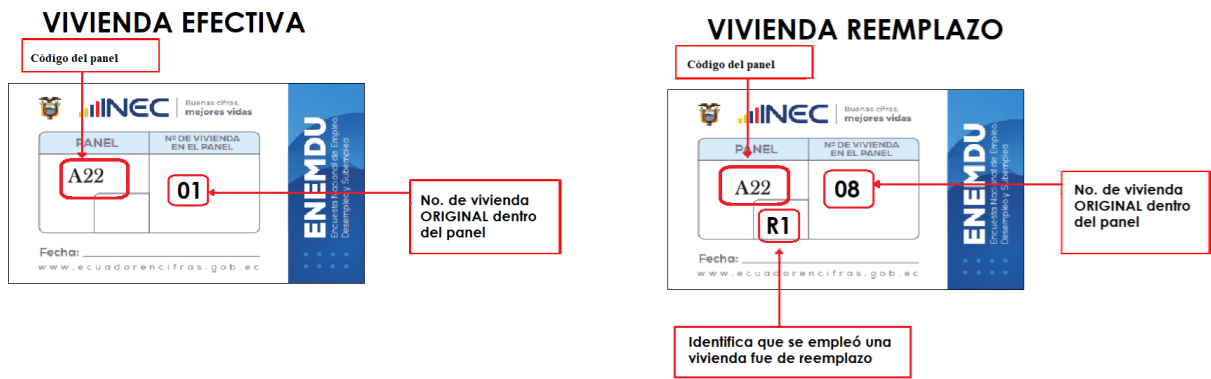 VIVIENDA EFECTIVA
Código del panel
INEC
Buenas cifras,
mejores vidas
PANEL
Nº DE VIVIENDA
EN EL PANEL
A22
01
Fecha:
www.ecuadorencifras.gob.ec
ENEMDU
Encuesta Nacional de Empleo
Desempleo y Subempleo
No. de vivienda
ORIGINAL dentro
del panel
VIVIENDA REEMPLAZO
Código del panel
INEC
Buenas cifras,
mejores vidas
PANEL
Nº DE VIVIENDA
EN EL PANEL
A22
08
R1
Fecha:
www.ecuadorencifras.gob.ec
ENEMDU
Encuesta Nacional de Empleo
Desempleo y Subempleo
No. de vivienda
ORIGINAL dentro
del panel
Identifica que se empleó una
vivienda fue de reemplazo